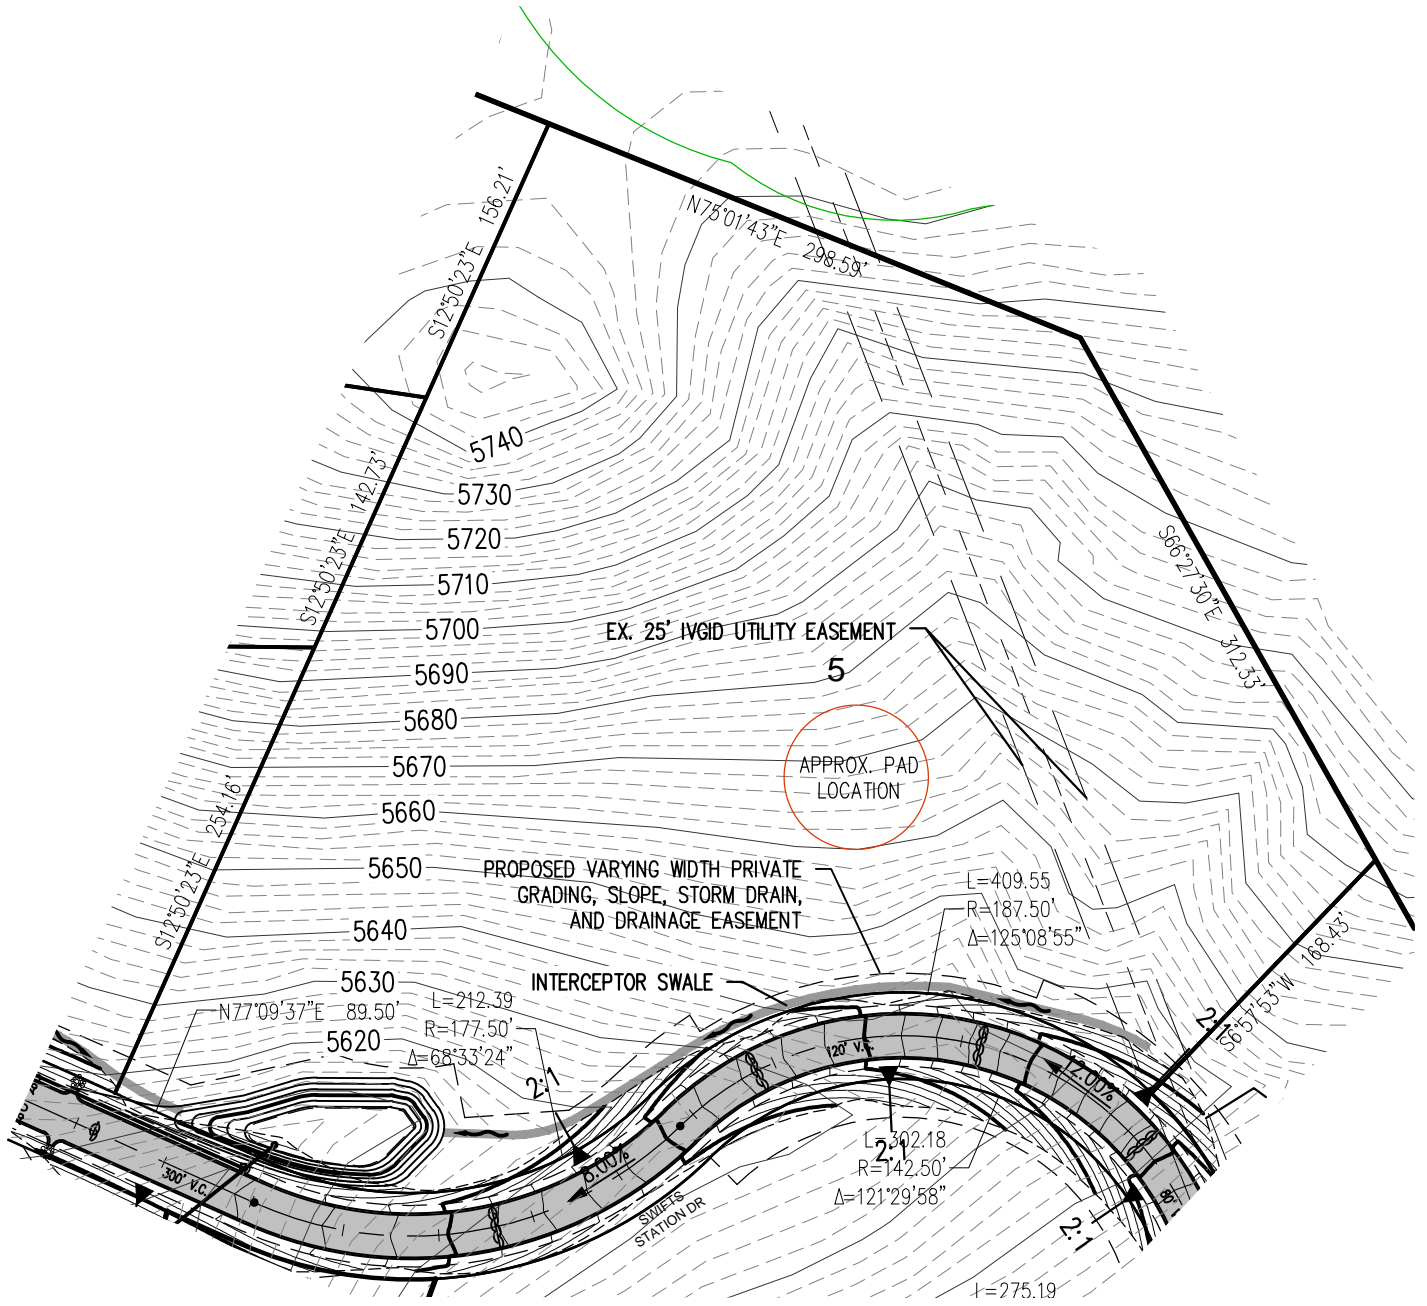 S12°50'23"E 156.21'
N75°01'43"E 298.59'
S12°50'23"E 142.73'
5740
5730
5720
5710
5700
5690
5680
5670
5660
5650
5640
5630
5620
EX. 25' IVGID UTILITY EASEMENT
5
S66°27'30"E 312.33'
APPROX. PAD
LOCATION
S12°50'23"E 254.16'
PROPOSED VARYING WIDTH PRIVATE
GRADING, SLOPE, STORM DRAIN,
AND DRAINAGE EASEMENT
L=409.55
R=187.50'
Δ=125°08'55"
INTERCEPTOR SWALE
S6°57'53"W 168.43'
2:1
N77°09'37"E 89.50'
L=212.39
R=177.50'
Δ=68°33'24"
2:1
120' V.C.
12.00%
8.00%
300' V.C.
L=302.18
2:1
R=142.50'
Δ=121°29'58"
SWIFTS
STATION DR
80'
2:1
L=275.19